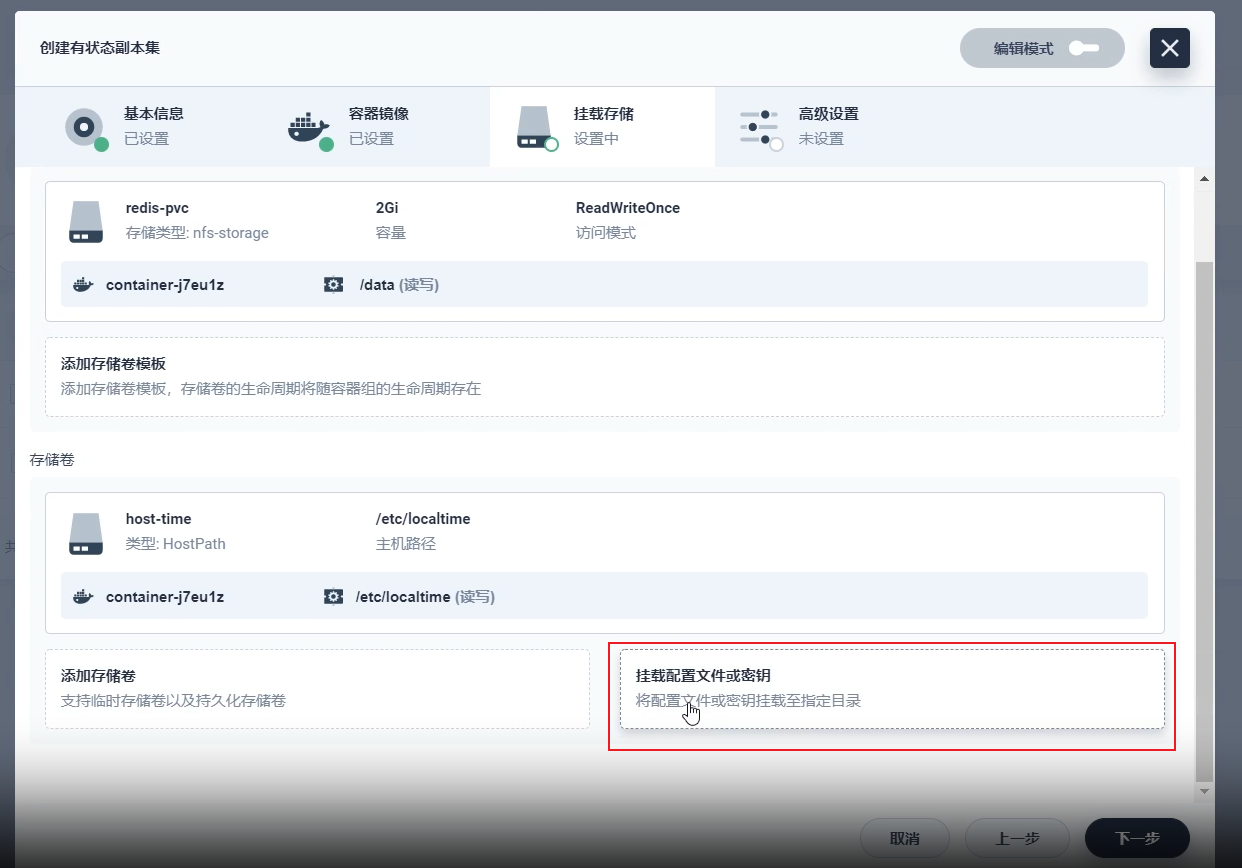 创建有状态副本集
编辑模式
基本信息
已设置
容器镜像
已设置
挂载存储
设置中
高级设置
未设置
redis-pvc
存储类型: nfs-storage
2Gi
容量
ReadWriteOnce
访问模式
container-j7eu1z
/data (读写)
添加存储卷模板
添加存储卷模板，存储卷的生命周期将随容器组的生命周期存在
存储卷
host-time
类型: HostPath
/etc/localtime
主机路径
container-j7eu1z
/etc/localtime (读写)
添加存储卷
支持临时存储卷以及持久化存储卷
挂载配置文件或密钥
将配置文件或密钥挂载至指定目录
取消
上一步
下一步